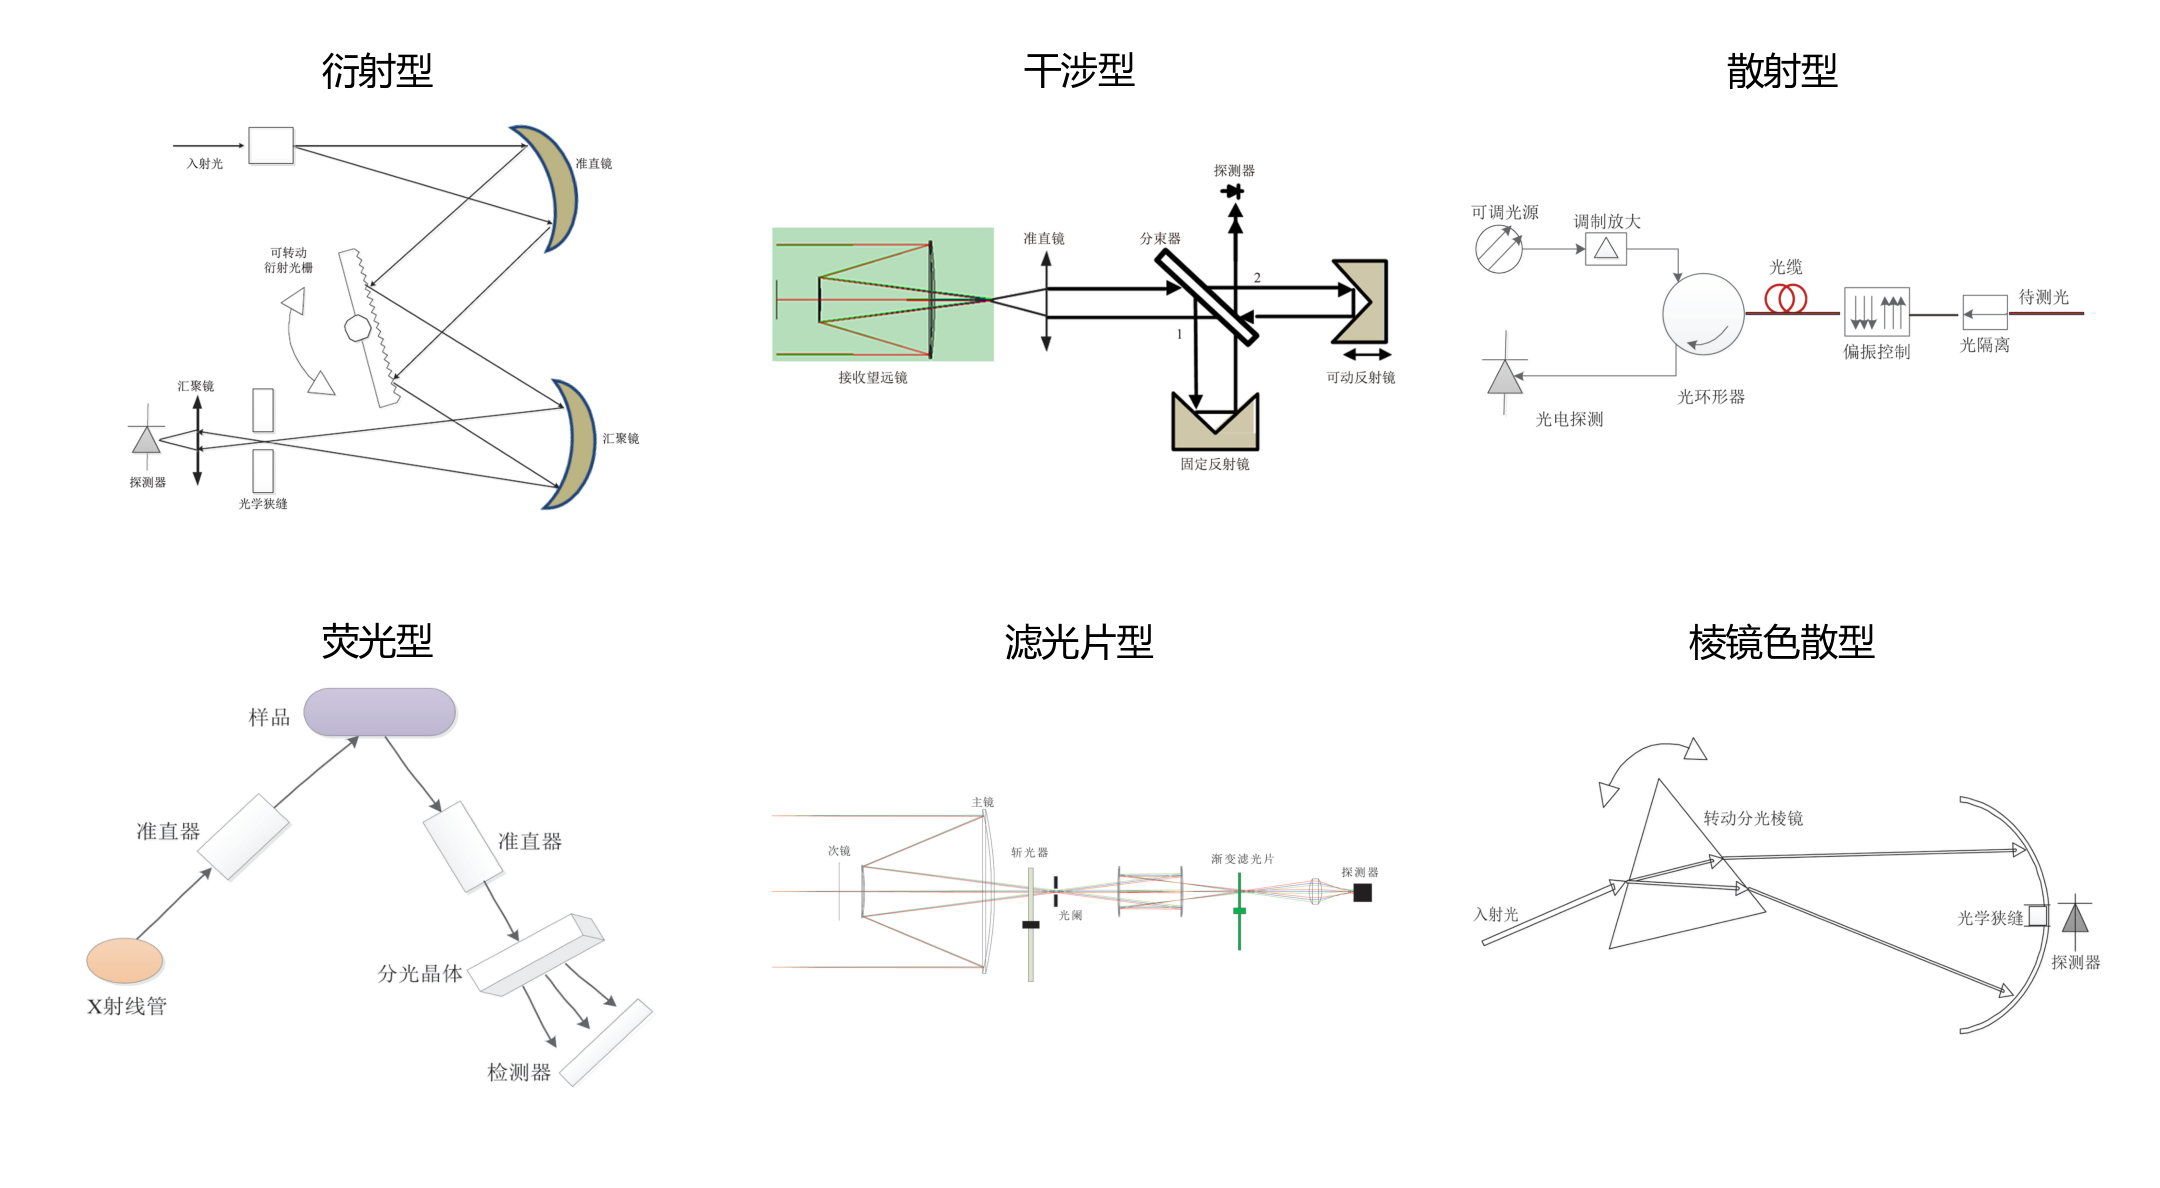 衍射型
入射光
准直镜
可转动
衍射光栅
汇聚镜
汇聚镜
探测器
光学狭缝
干涉型
探测器
准直镜
分束器
2
1
接收望远镜
可动反射镜
固定反射镜
散射型
可调光源
调制放大
光缆
待测光
偏振控制
光隔离
光环形器
光电探测
荧光型
样品
准直器
准直器
分光晶体
X射线管
检测器
滤光片型
主镜
次镜
斩光器
渐变滤光片
探测器
光阑
棱镜色散型
转动分光棱镜
入射光
光学狭缝
探测器